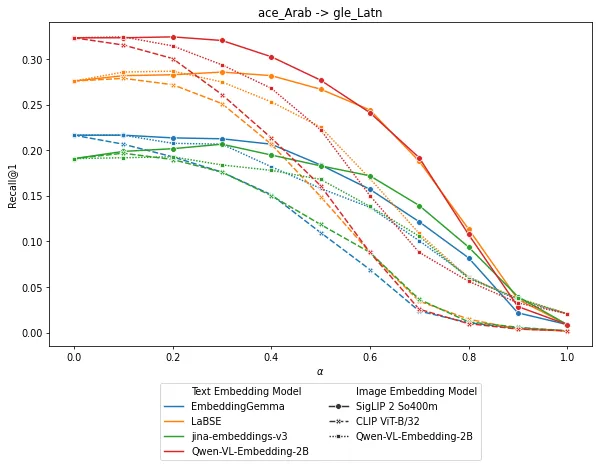 ace_Arab -> gle_Latn
Recall@1
0.30
0.25
0.20
0.15
0.10
0.05
0.00
0.0 0.2 0.4 0.6 0.8 1.0
α
Text Embedding Model Image Embedding Model
EmbeddingGemma SigLIP 2 So400m
LaBSE CLIP ViT-B/32
jina-embeddings-v3 Qwen-VL-Embedding-2B
Qwen-VL-Embedding-2B